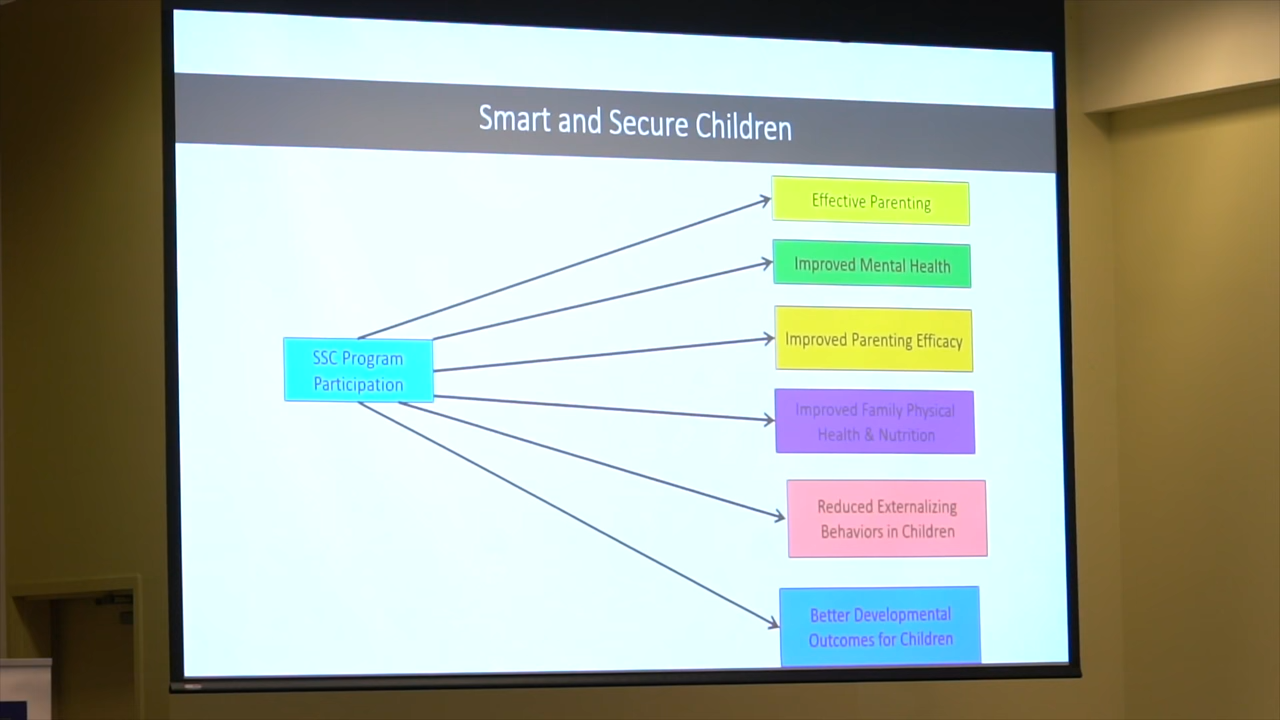 Smart and Secure Children
Effective Parenting
Improved Mental Health
SSC Program
Participation
Improved Parenting Efficacy
Improved Family Physical
Health & Nutrition
Reduced Externalizing
Behaviors in Children
Better Developmental
Outcomes for Children